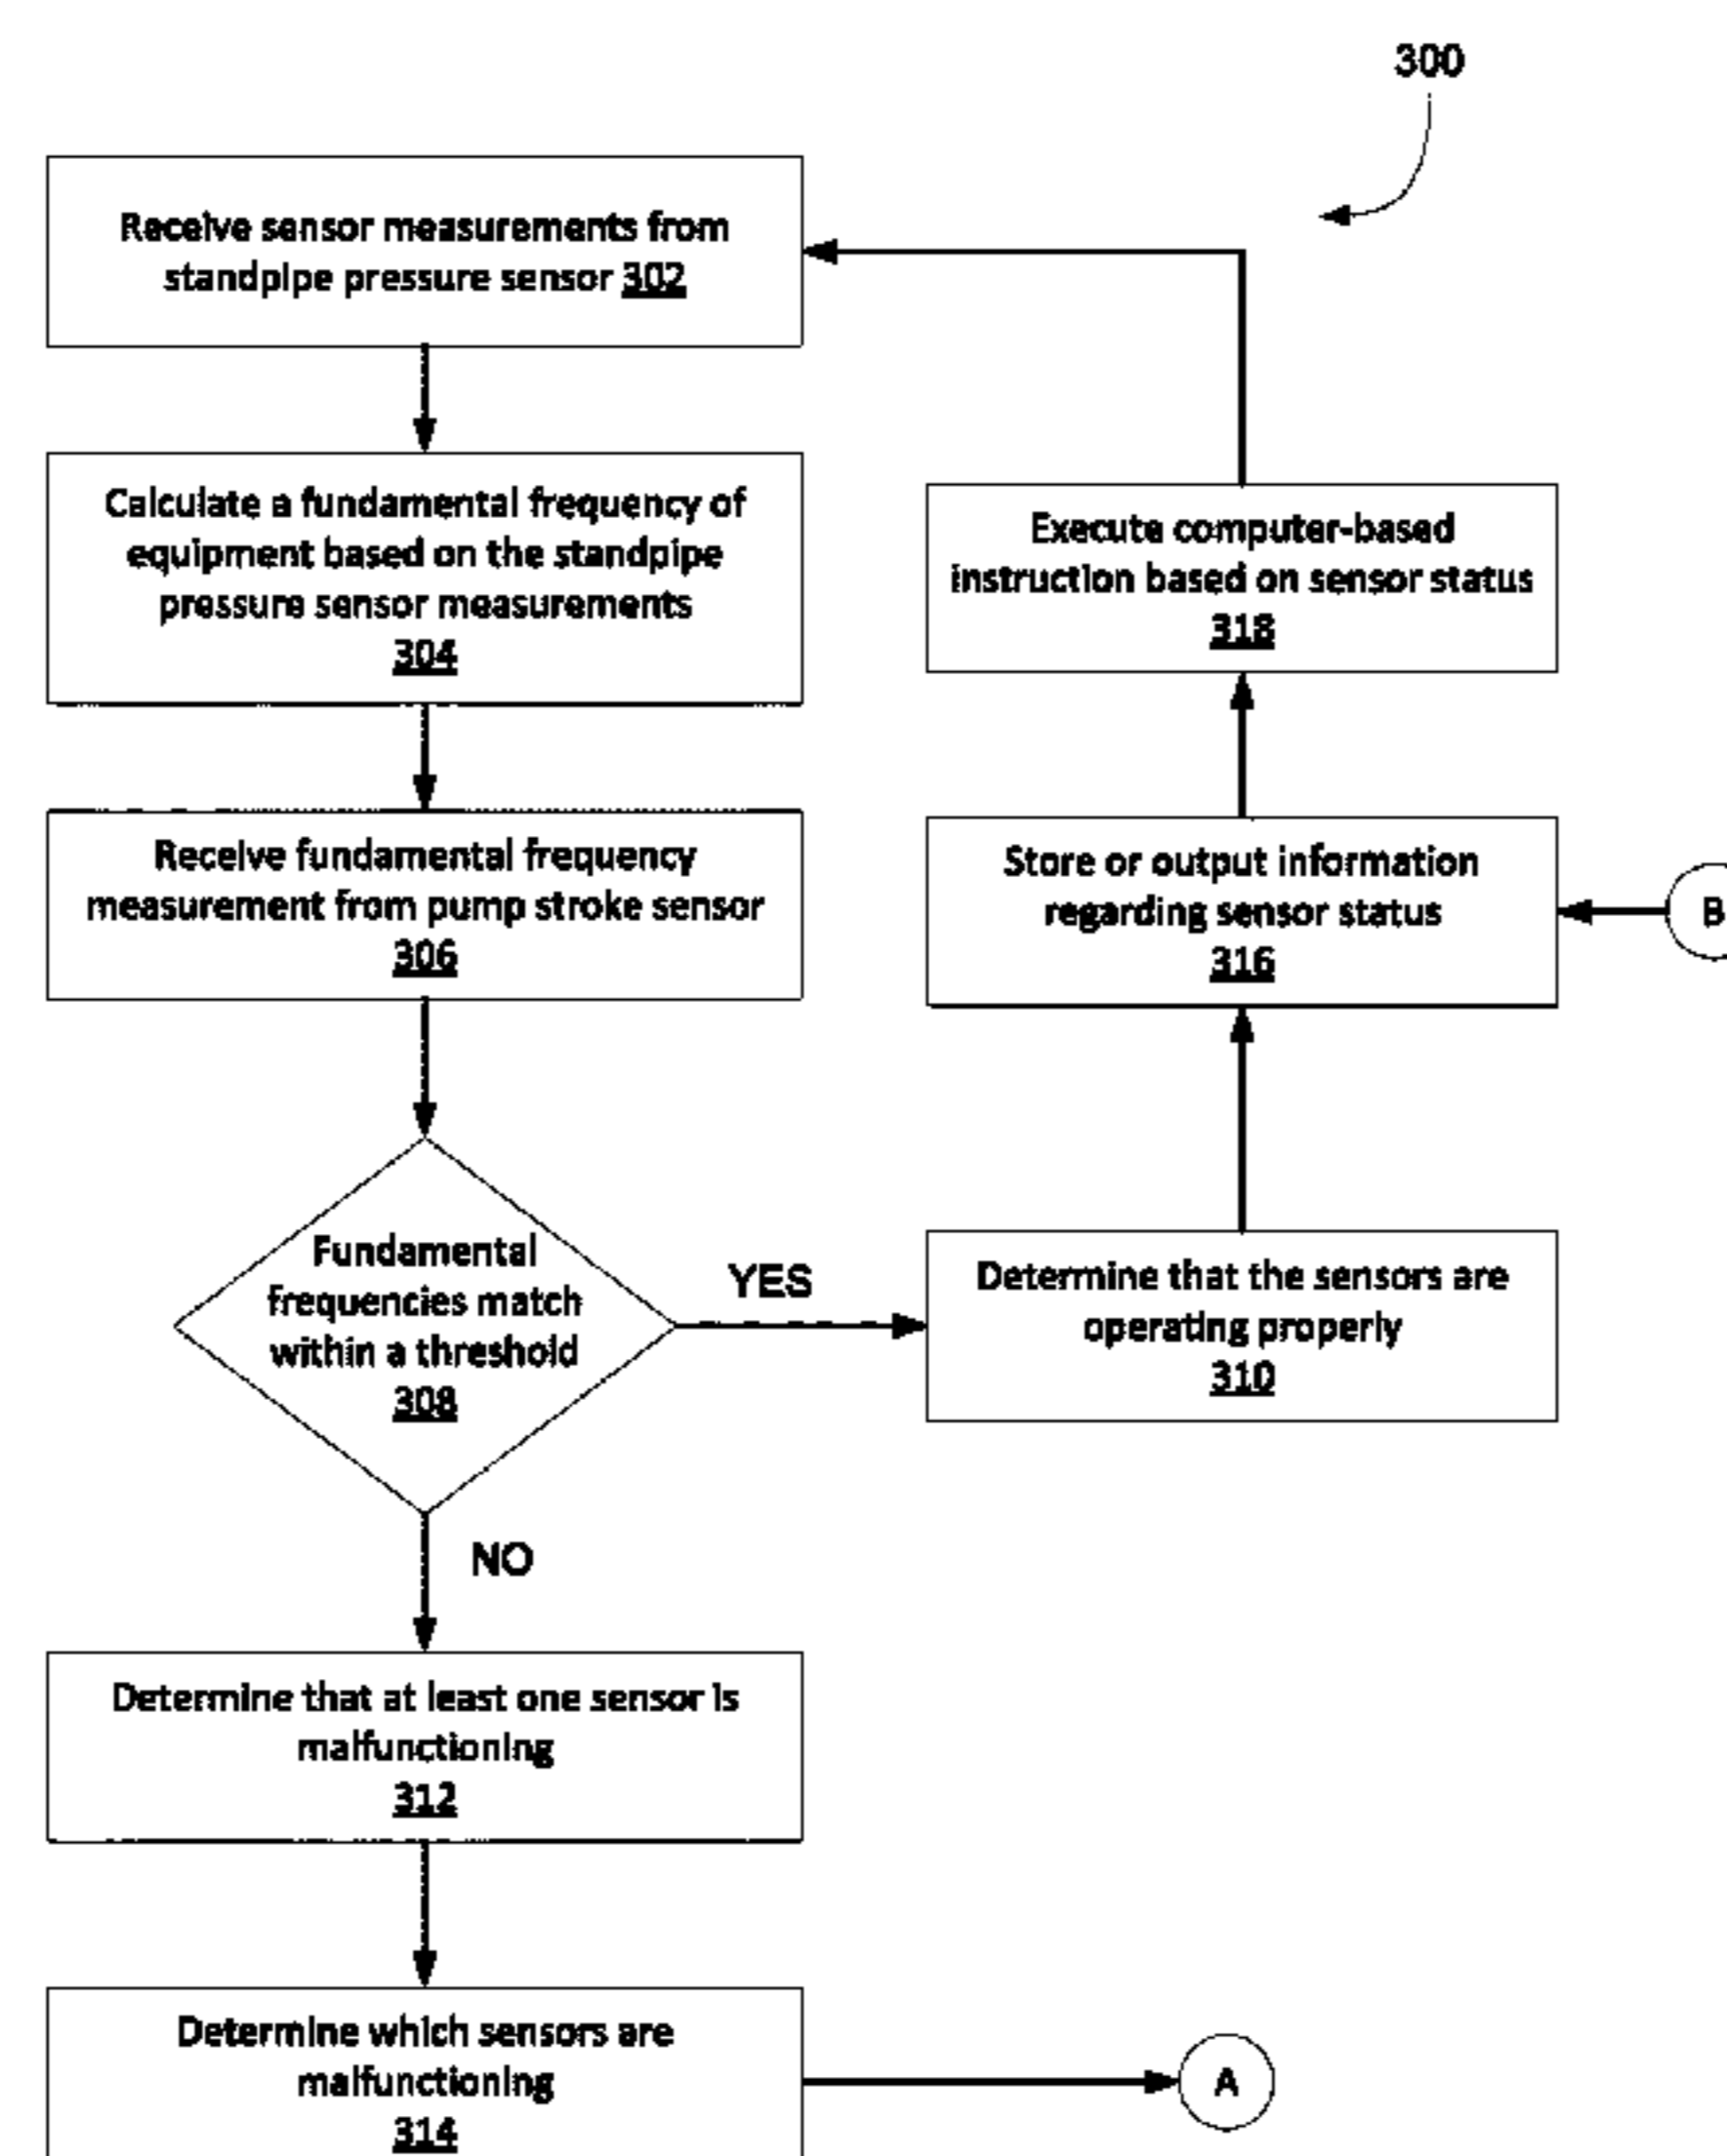 300
Receive sensor measurements from
standpipe pressure sensor 302
Calculate a fundamental frequency of
equipment based on the standpipe
pressure sensor measurements
304
Execute computer-based
instruction based on sensor status
318
Receive fundamental frequency
measurement from pump stroke sensor
306
Store or output information
regarding sensor status
316
B
Fundamental
frequencies match
within a threshold
308
YES
Determine that the sensors are
operating properly
310
NO
Determine that at least one sensor is
malfunctioning
312
Determine which sensors are
malfunctioning
314
A